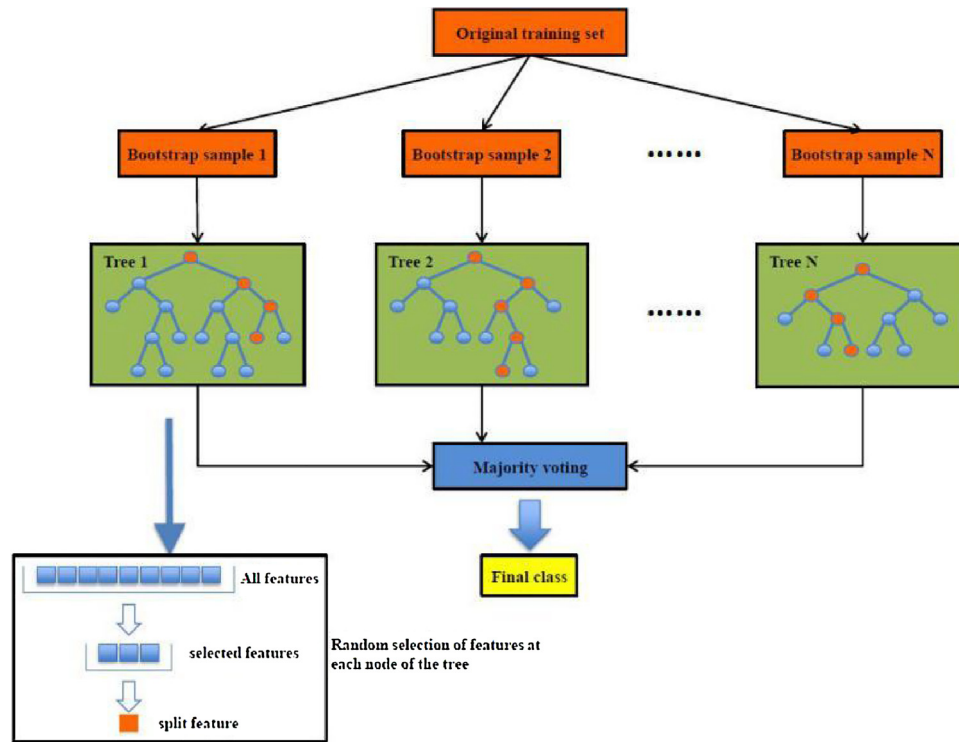 Original training set
Bootstrap sample 1
Bootstrap sample 2
......
Bootstrap sample N
Tree 1
Tree 2
......
Tree N
Majority voting
Final class
All features
selected features
split feature
Random selection of features at
each node of the tree